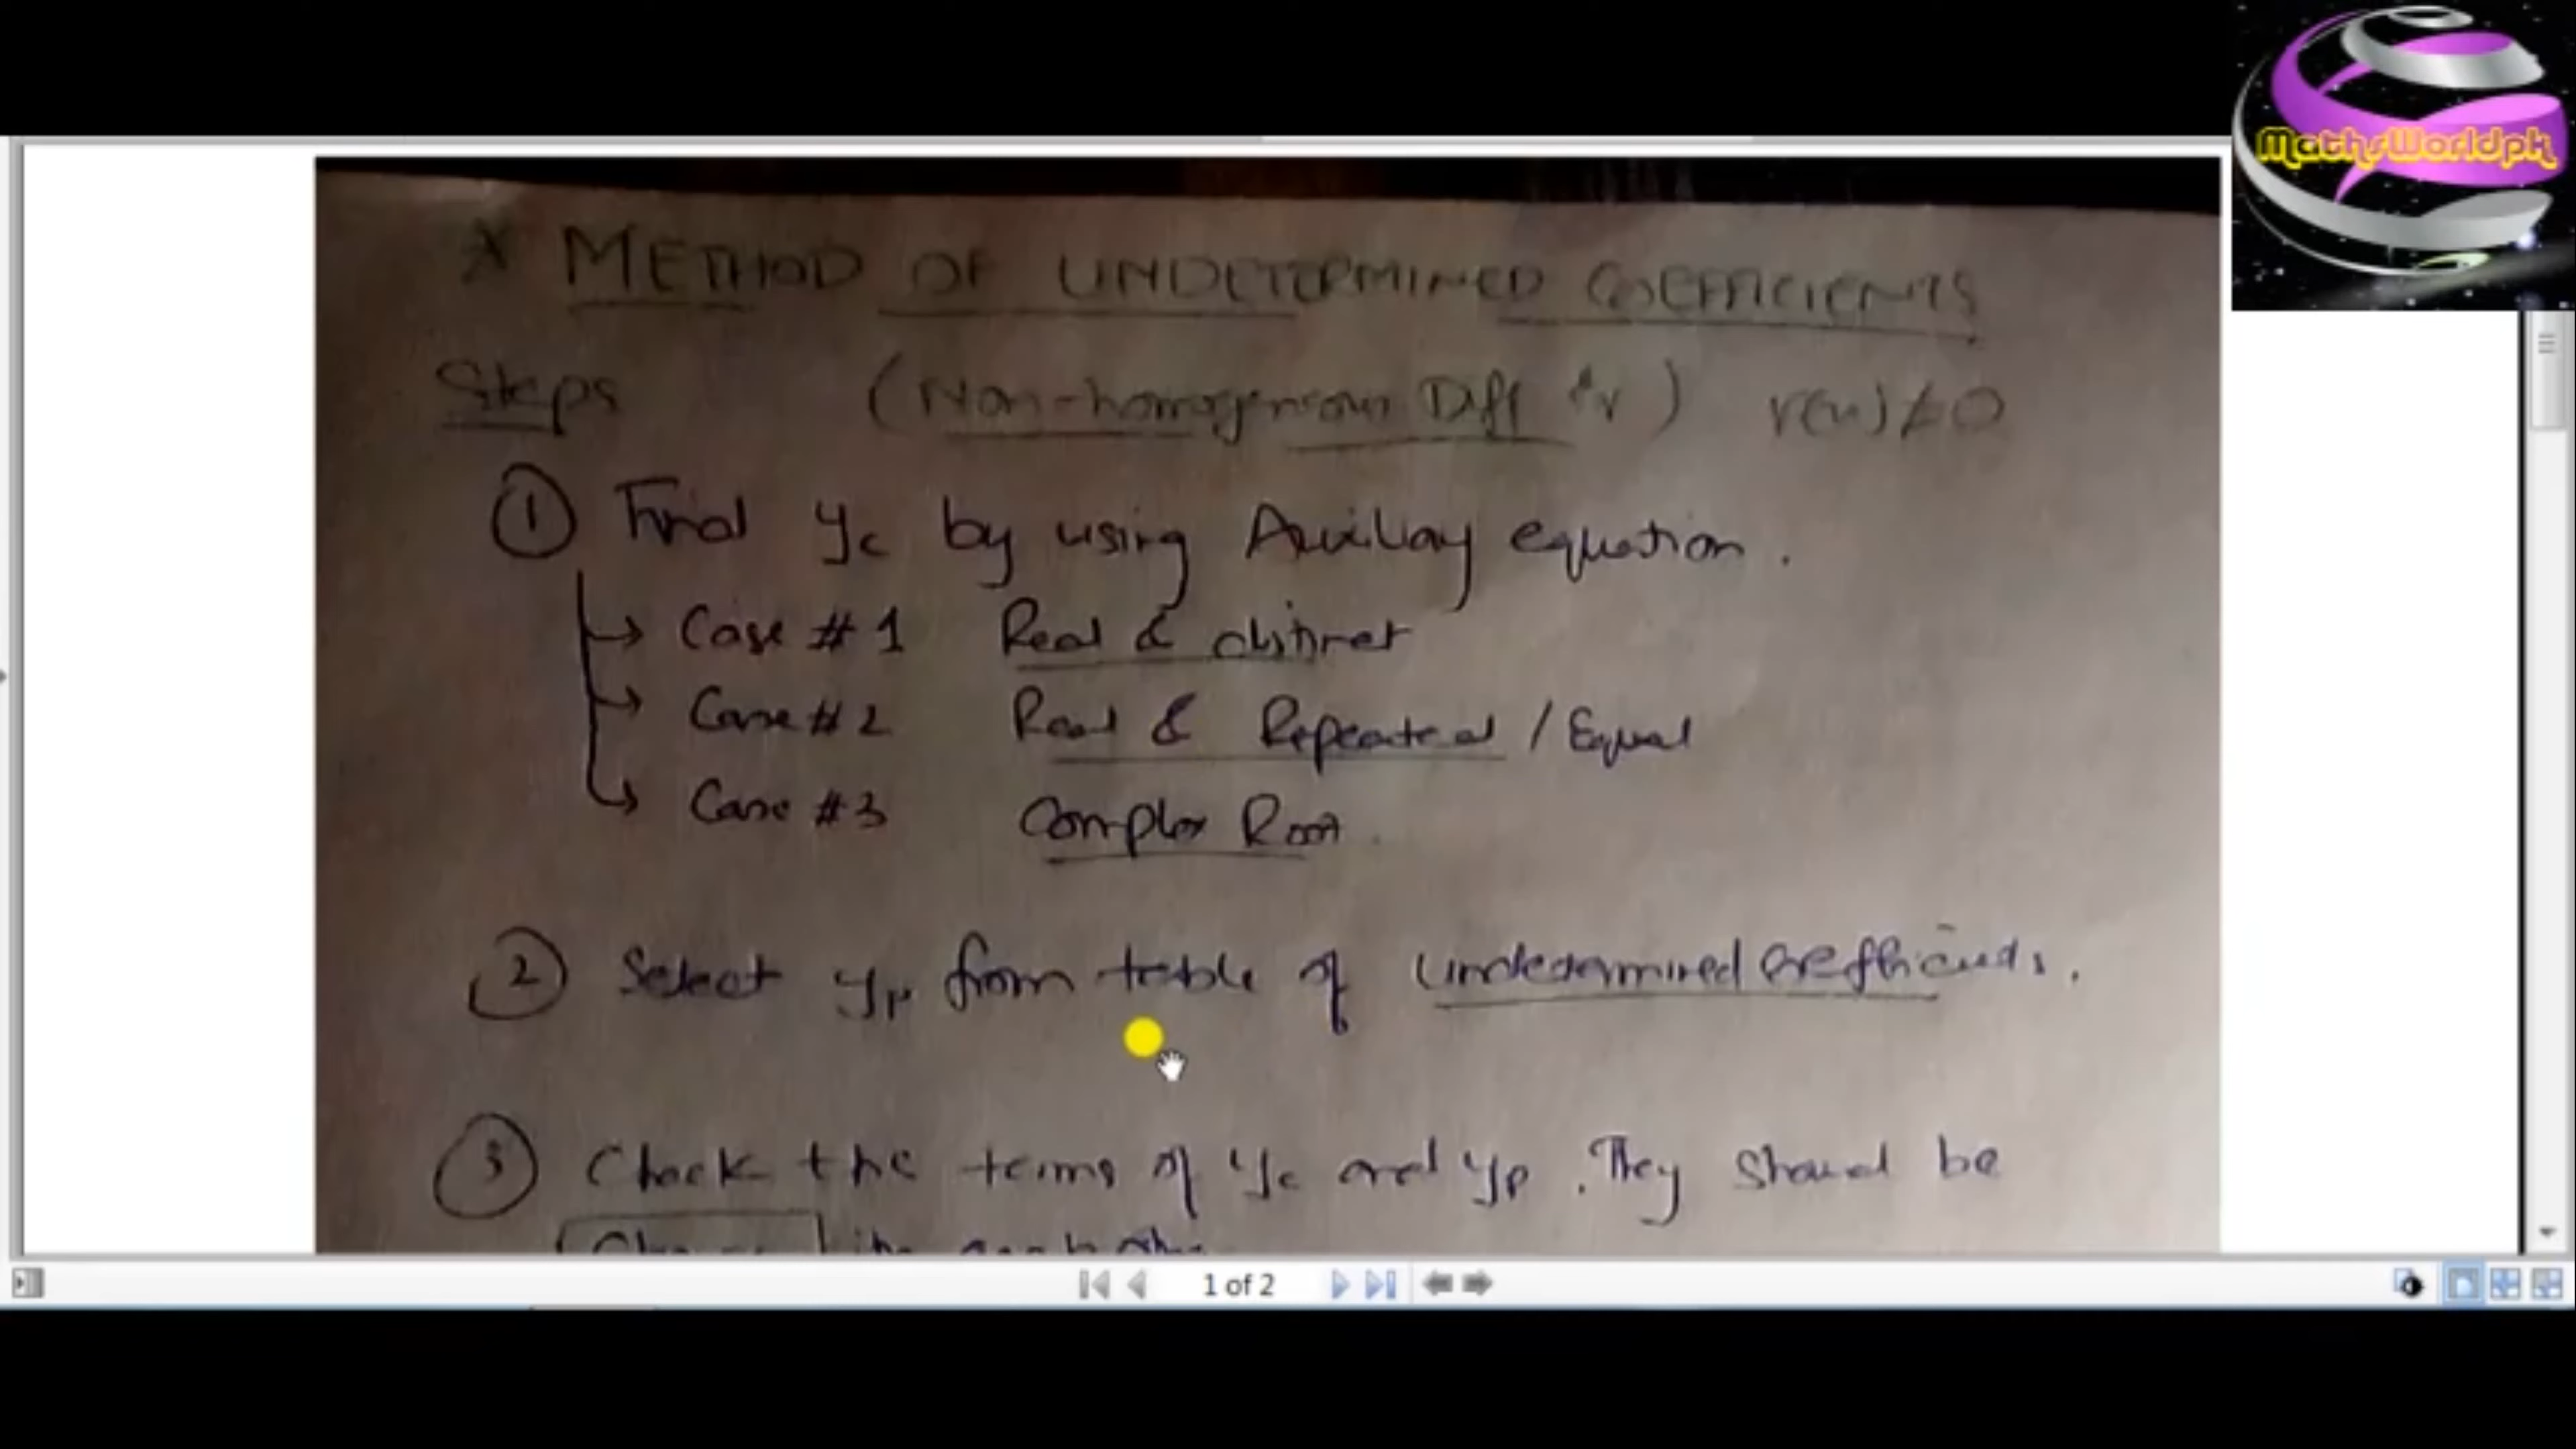 MathsWorldpk
* METHOD OF UNDETERMINED COEFFICIENTS
Steps (Non-homogeneous Diff Eq) r(x) ≠ 0
① Find yc by using Auxiliary equation.
→ Case # 1 Real & distinct
→ Case # 2 Real & Repeated / Equal
→ Case # 3 Complex Root
② Select yp from table of undetermined coefficients.
③ Check the terms of yc and yp. They should be
1 of 2